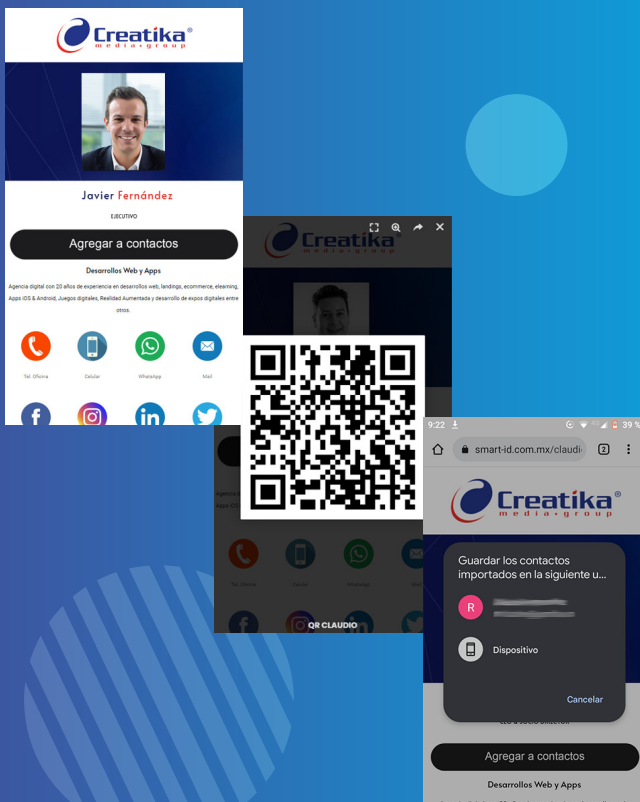 Creatika®
media·group
Javier Fernández
EJECUTIVO
Agregar a contactos
Desarrollos Web y Apps
Agencia digital con 20 años de experiencia en desarrollos web, landings, ecommerce, elearning,
Apps iOS & Android, Juegos digitales, Realidad Aumentada y desarrollo de expos digitales entre
otros.
Tel. Oficina
Celular
WhatsApp
Mail
Creatika®
media·group
Tel. Oficina
Celular
WhatsApp
QR CLAUDIO
9:22
39 %
smart-id.com.mx/claudi
2
Creatika®
media·group
Guardar los contactos
importados en la siguiente u...
R
Dispositivo
Cancelar
Agregar a contactos
Desarrollos Web y Apps